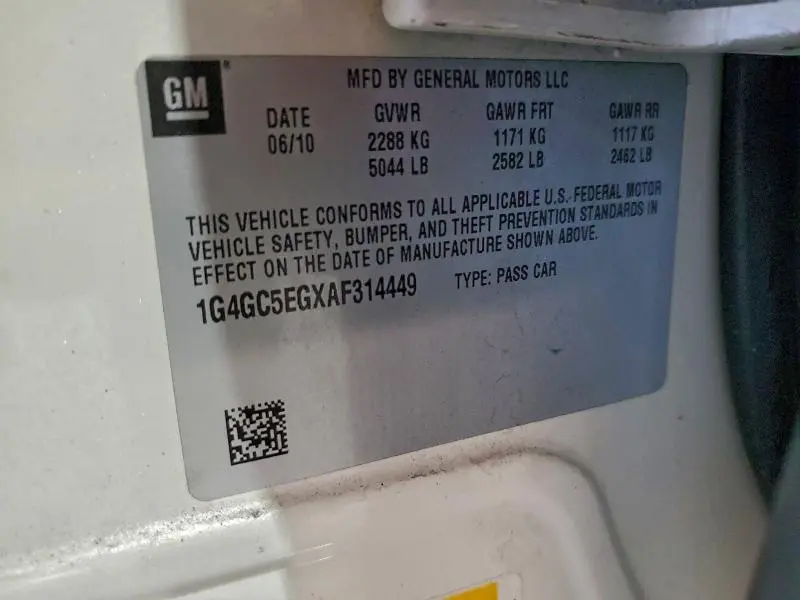 GM
MFD BY GENERAL MOTORS LLC
DATE GVWR GAWR FRT GAWR RR
06/10 2288 KG 1171 KG 1117 KG
5044 LB 2582 LB 2462 LB
THIS VEHICLE CONFORMS TO ALL APPLICABLE U.S. FEDERAL MOTOR
VEHICLE SAFETY, BUMPER, AND THEFT PREVENTION STANDARDS IN
EFFECT ON THE DATE OF MANUFACTURE SHOWN ABOVE.
1G4GC5EGXAF314449 TYPE: PASS CAR